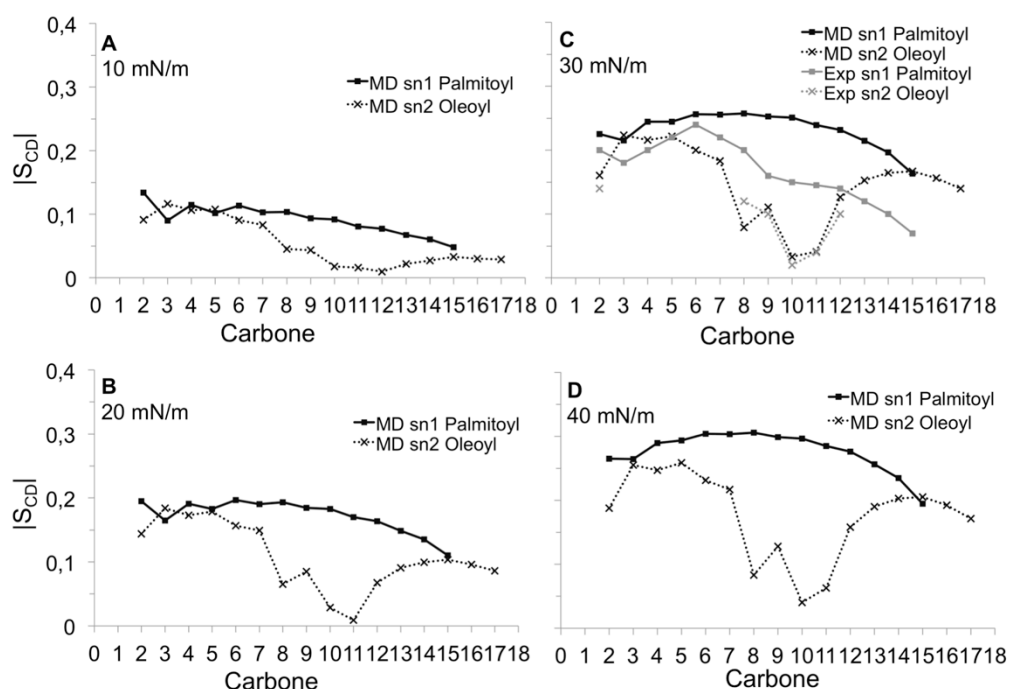 A
10 mN/m
MD sn1 Palmitoyl
MD sn2 Oleoyl
0,4
0,3
0,2
0,1
0
|S_CD|
0 1 2 3 4 5 6 7 8 9 10 11 12 13 14 15 16 17 18
Carbone
C
30 mN/m
MD sn1 Palmitoyl
MD sn2 Oleoyl
Exp sn1 Palmitoyl
Exp sn2 Oleoyl
0 1 2 3 4 5 6 7 8 9 10 11 12 13 14 15 16 17 18
Carbone
B
20 mN/m
MD sn1 Palmitoyl
MD sn2 Oleoyl
0,4
0,3
0,2
0,1
0
|S_CD|
0 1 2 3 4 5 6 7 8 9 10 11 12 13 14 15 16 17 18
Carbone
D
40 mN/m
MD sn1 Palmitoyl
MD sn2 Oleoyl
0 1 2 3 4 5 6 7 8 9 10 11 12 13 14 15 16 17 18
Carbone